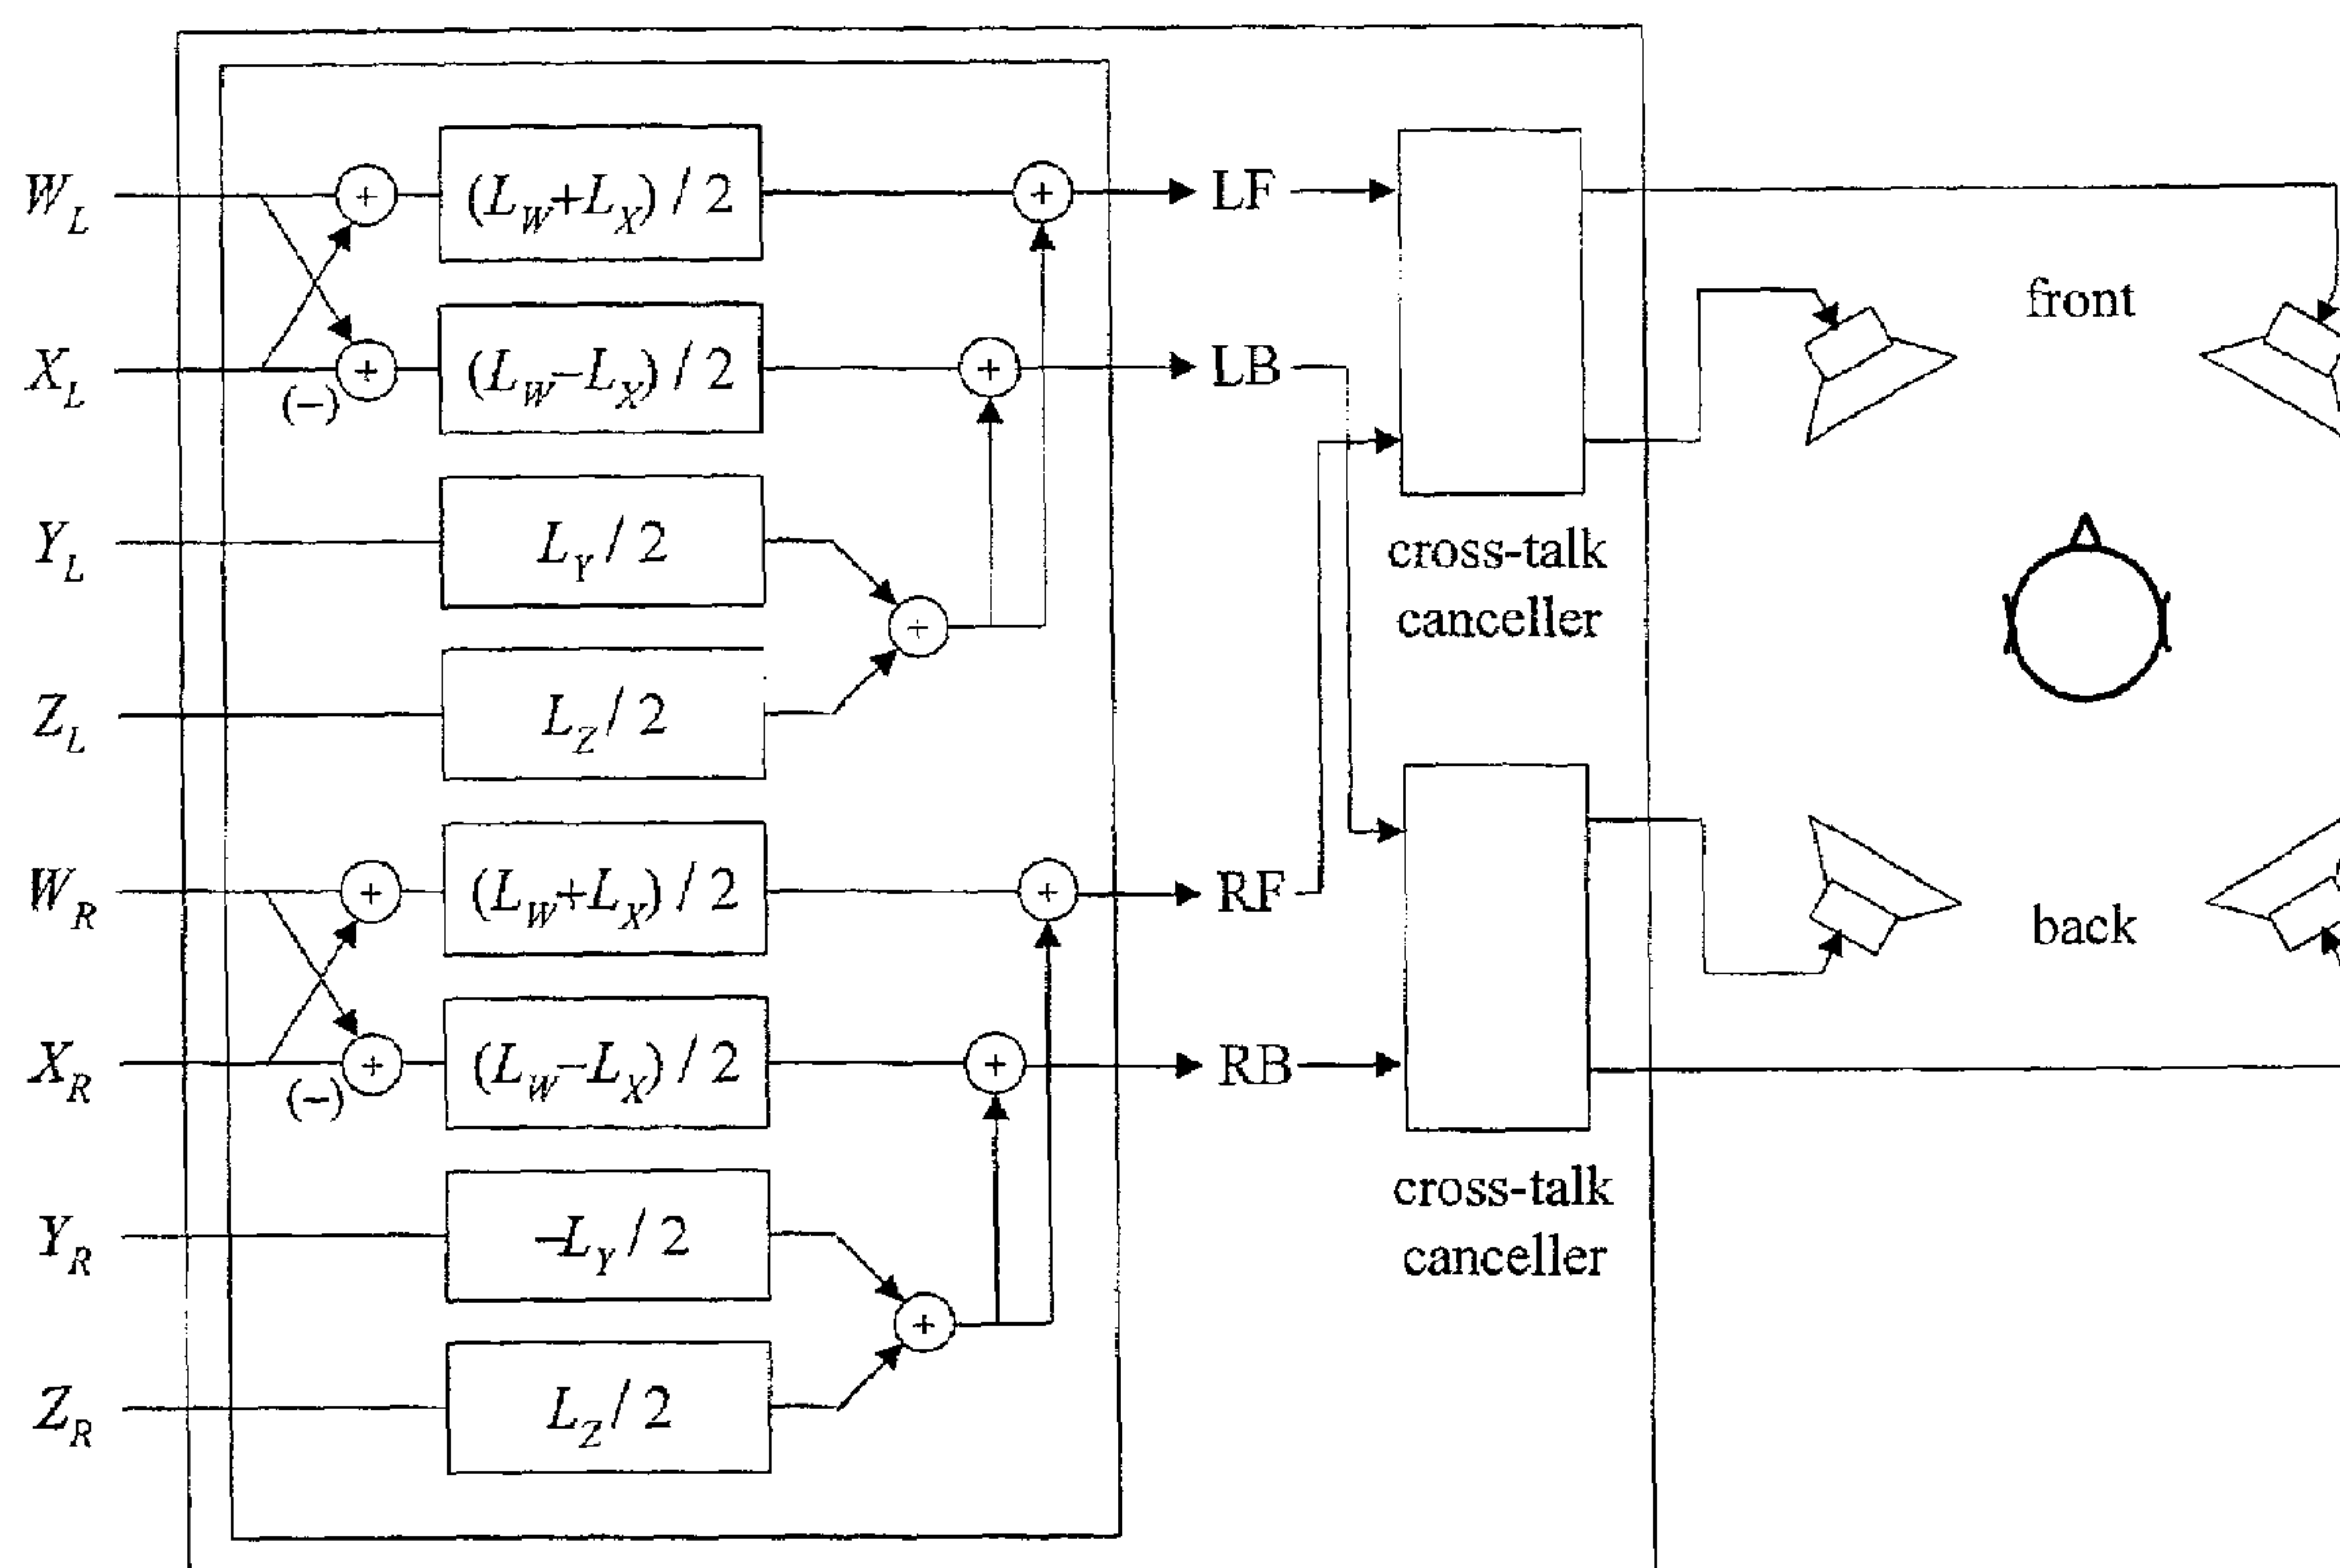 W_L (L_W+L_X) / 2 LF
X_L (−) (L_W−L_X) / 2 LB
front
Y_L L_Y / 2
cross-talk
canceller
Z_L L_Z / 2
W_R (L_W+L_X) / 2 RF
back
X_R (−) (L_W−L_X) / 2 RB
Y_R −L_Y / 2
cross-talk
canceller
Z_R L_Z / 2